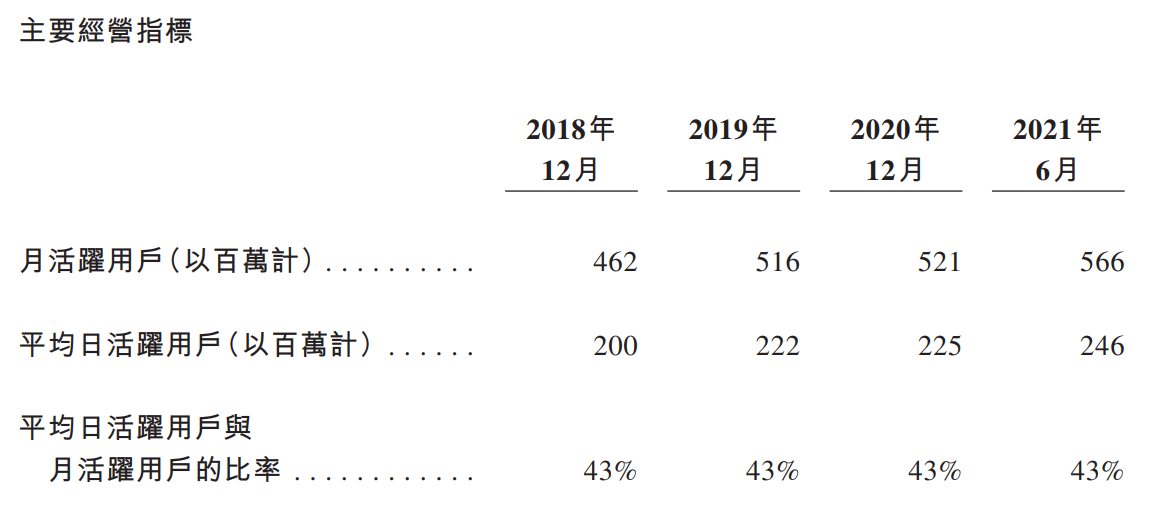 主要經營指標
2018年 2019年 2020年 2021年
12月 12月 12月 6月
月活躍用戶(以百萬計) .......... 462 516 521 566
平均日活躍用戶(以百萬計) ...... 200 222 225 246
平均日活躍用戶與
月活躍用戶的比率 ............ 43% 43% 43% 43%